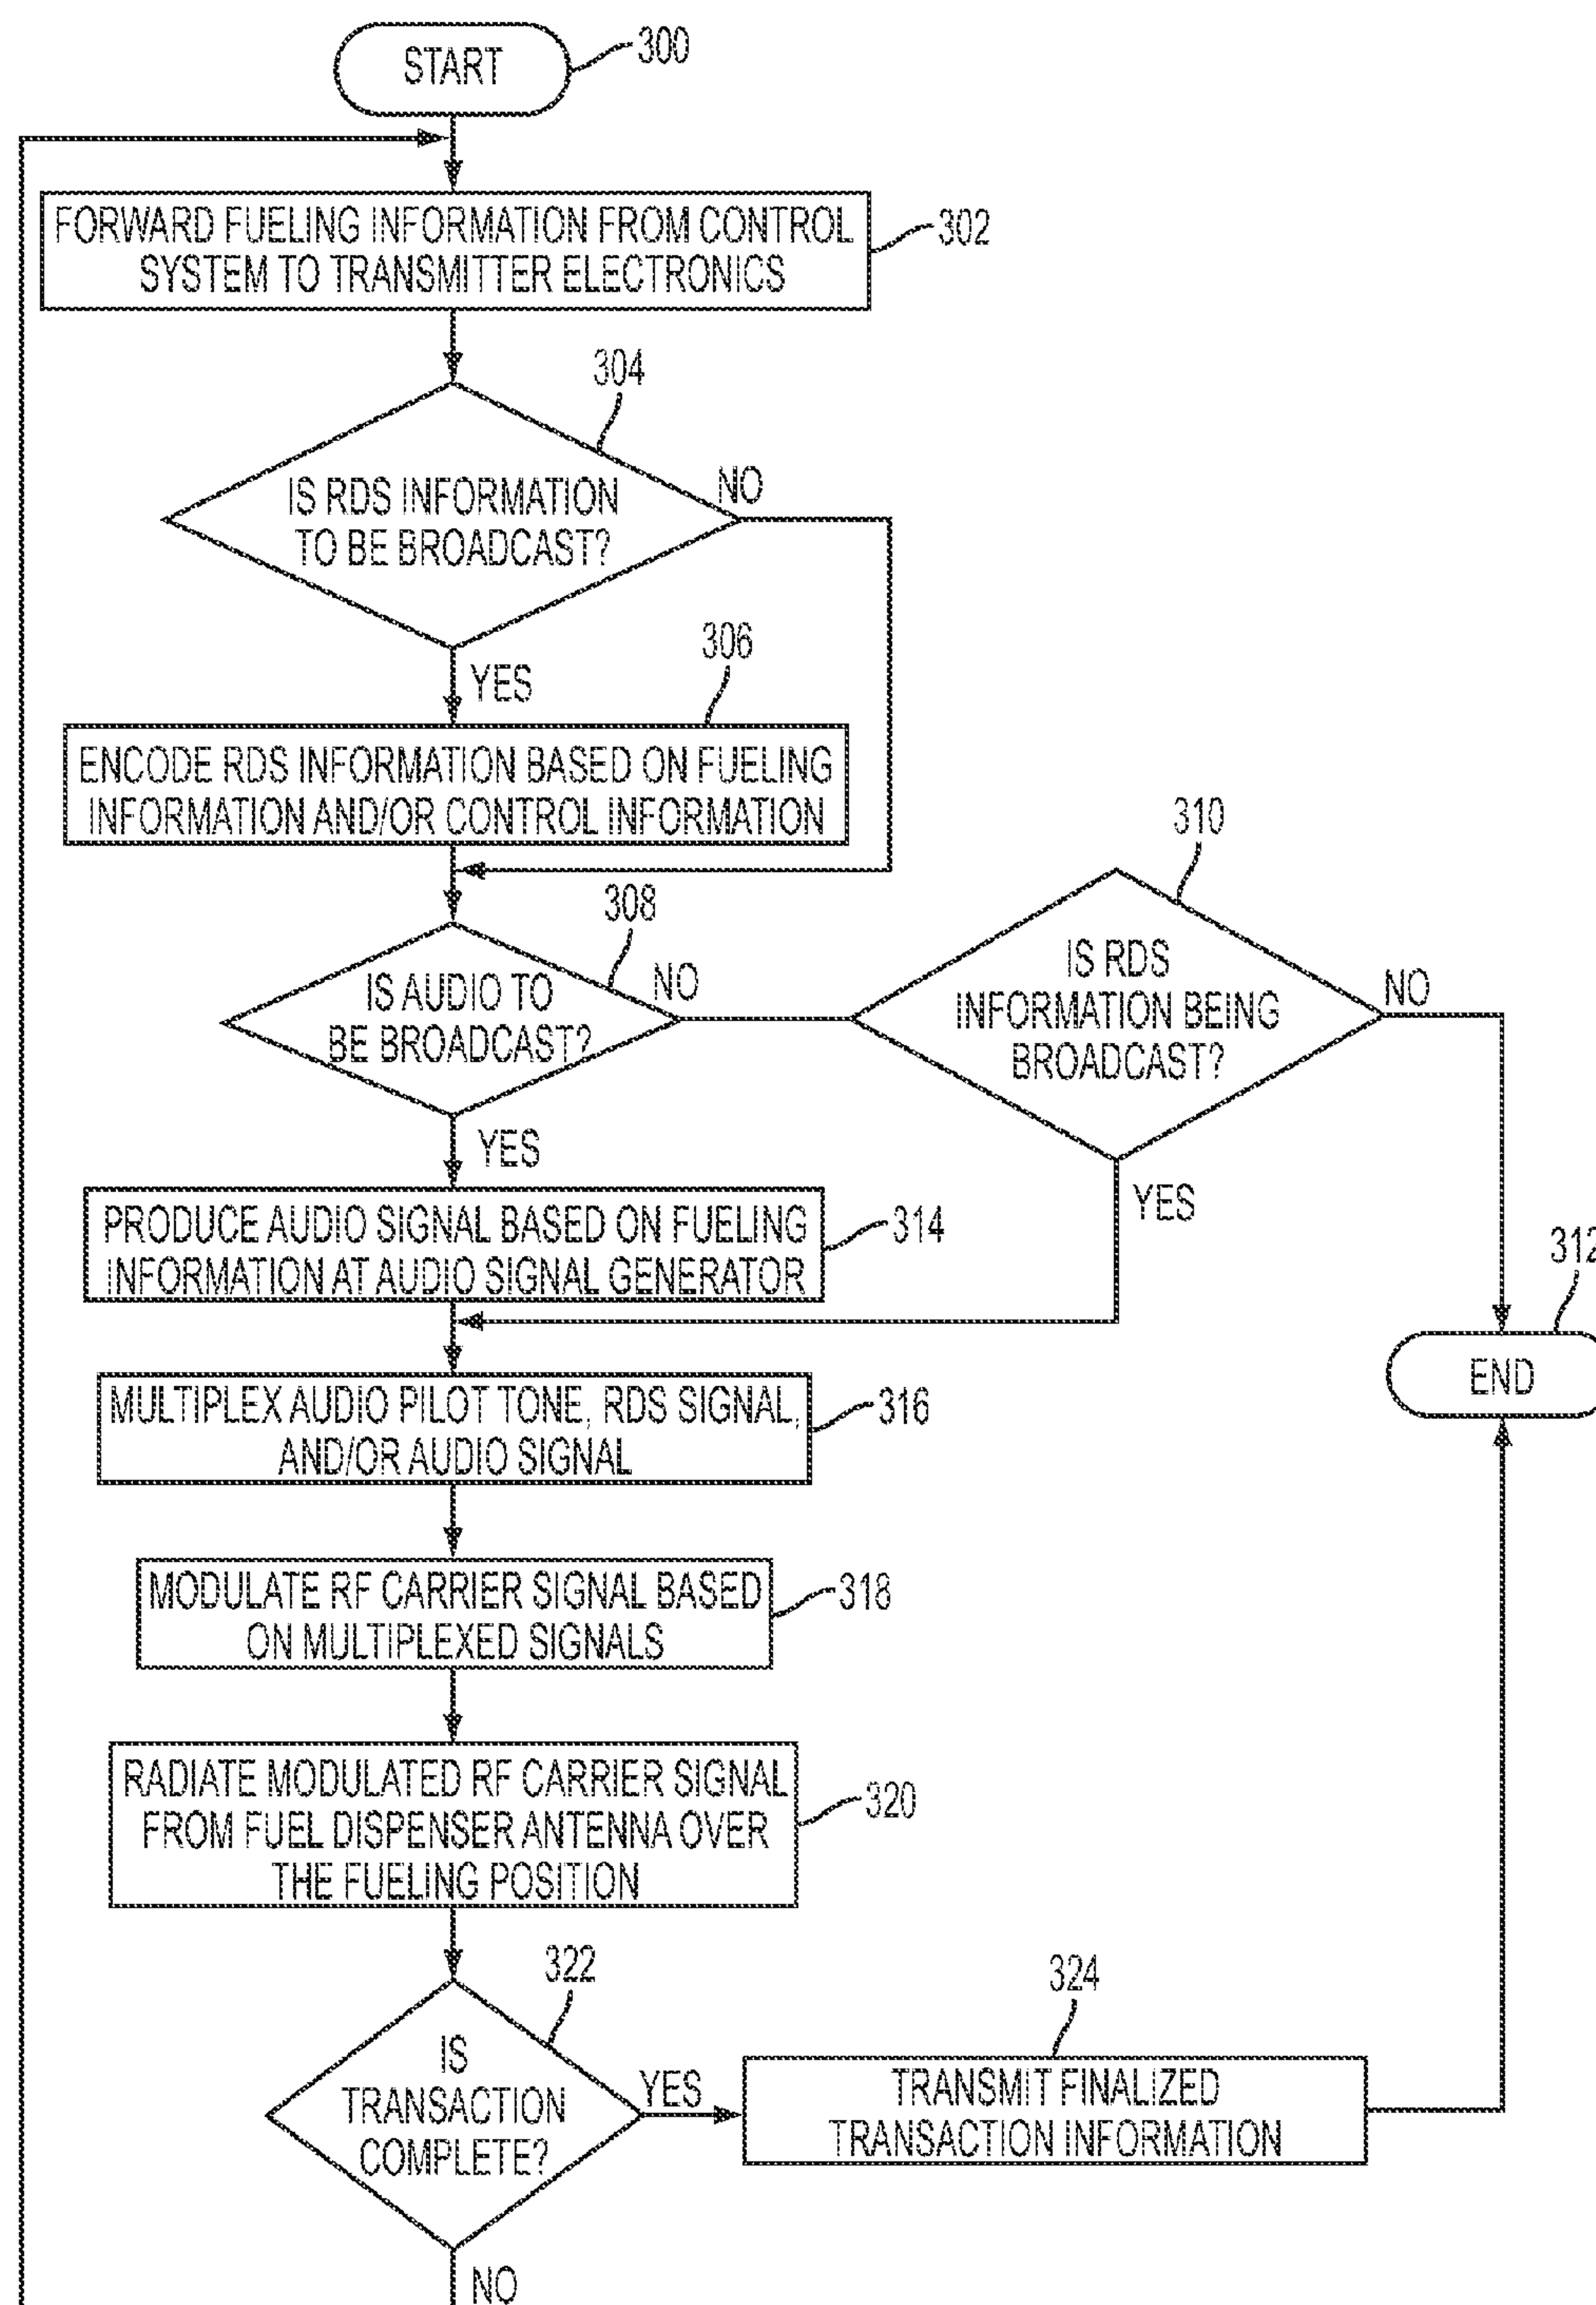 START
300
FORWARD FUELING INFORMATION FROM CONTROL
SYSTEM TO TRANSMITTER ELECTRONICS
302
304
IS RDS INFORMATION
TO BE BROADCAST?
NO
YES
306
ENCODE RDS INFORMATION BASED ON FUELING
INFORMATION AND/OR CONTROL INFORMATION
308
IS AUDIO TO
BE BROADCAST?
NO
310
IS RDS
INFORMATION BEING
BROADCAST?
NO
YES
YES
PRODUCE AUDIO SIGNAL BASED ON FUELING
INFORMATION AT AUDIO SIGNAL GENERATOR
314
312
END
MULTIPLEX AUDIO PILOT TONE, RDS SIGNAL,
AND/OR AUDIO SIGNAL
316
MODULATE RF CARRIER SIGNAL BASED
ON MULTIPLEXED SIGNALS
318
RADIATE MODULATED RF CARRIER SIGNAL
FROM FUEL DISPENSER ANTENNA OVER
THE FUELING POSITION
320
322
IS
TRANSACTION
COMPLETE?
YES
324
TRANSMIT FINALIZED
TRANSACTION INFORMATION
NO